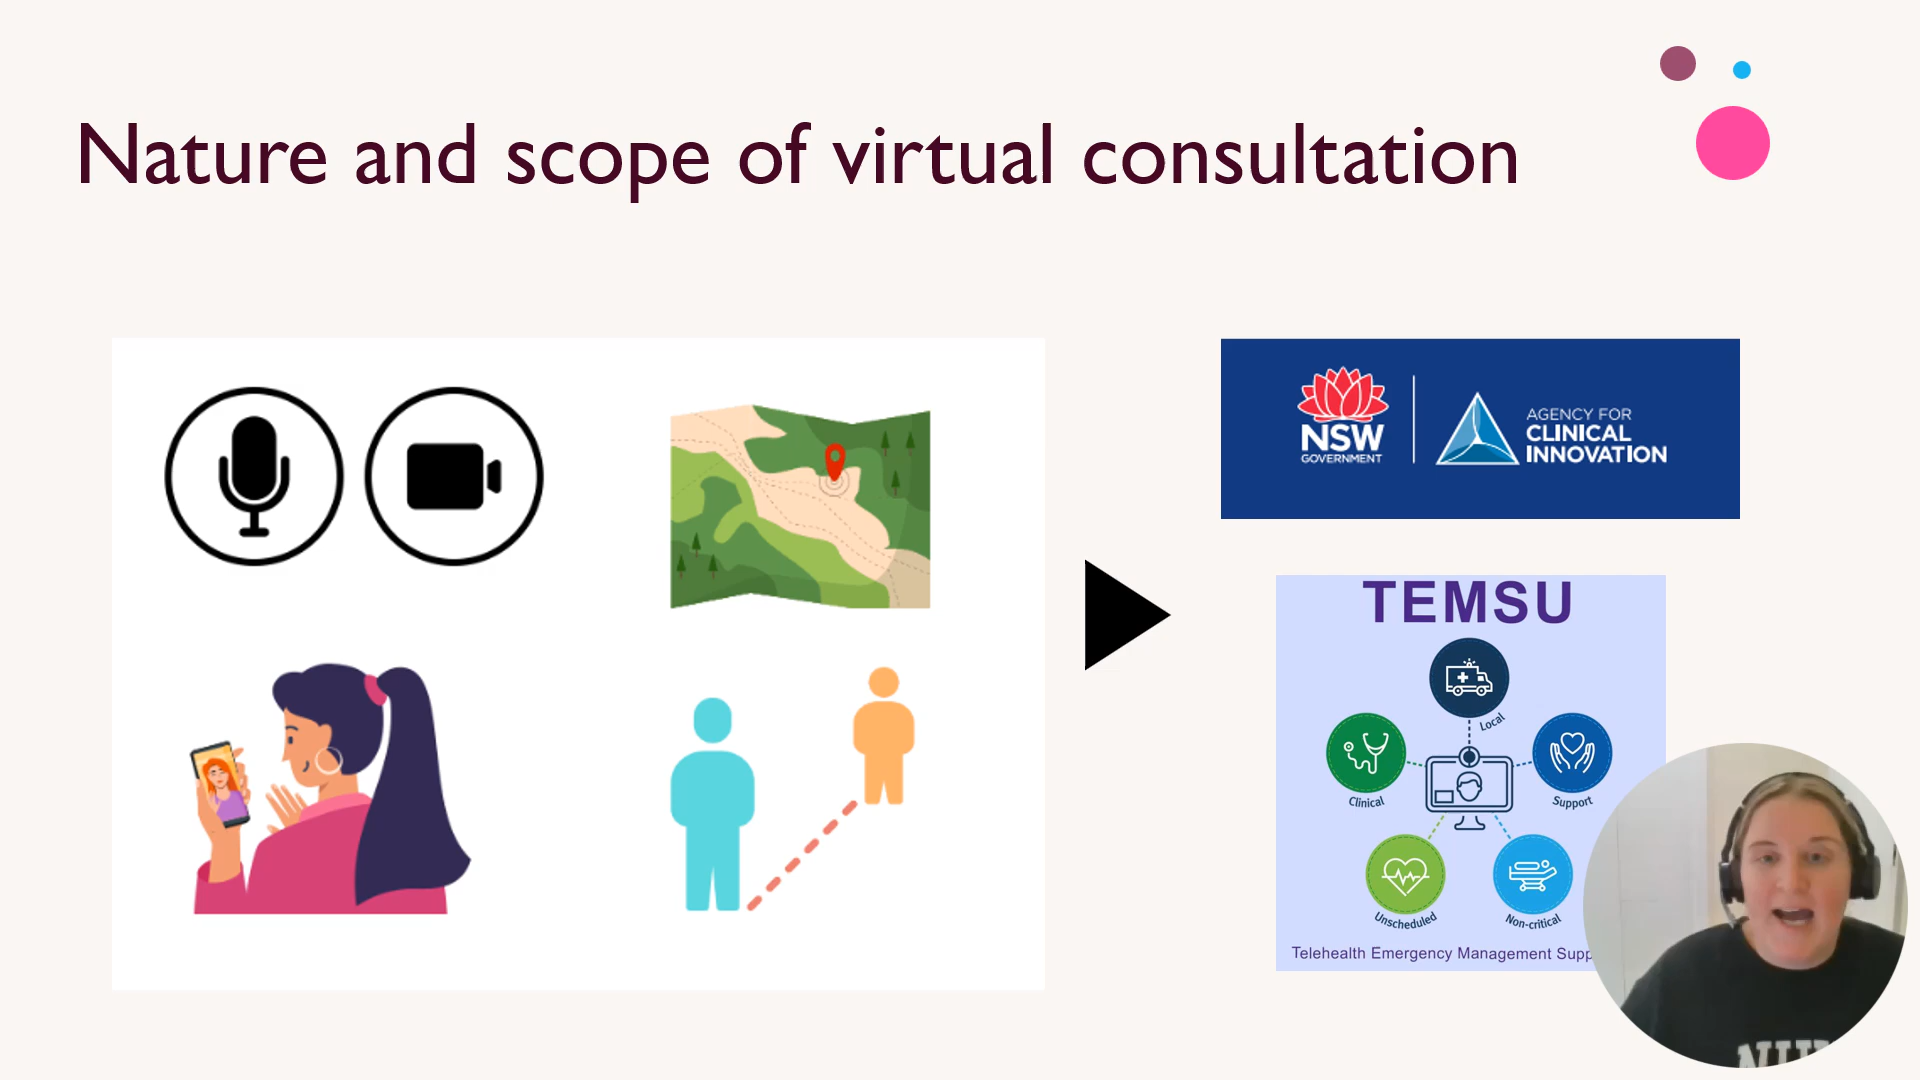 Nature and scope of virtual consultation
NSW
GOVERNMENT
AGENCY FOR
CLINICAL
INNOVATION
TEMSU
Local
Clinical
Support
Unscheduled
Non-critical
Telehealth Emergency Management